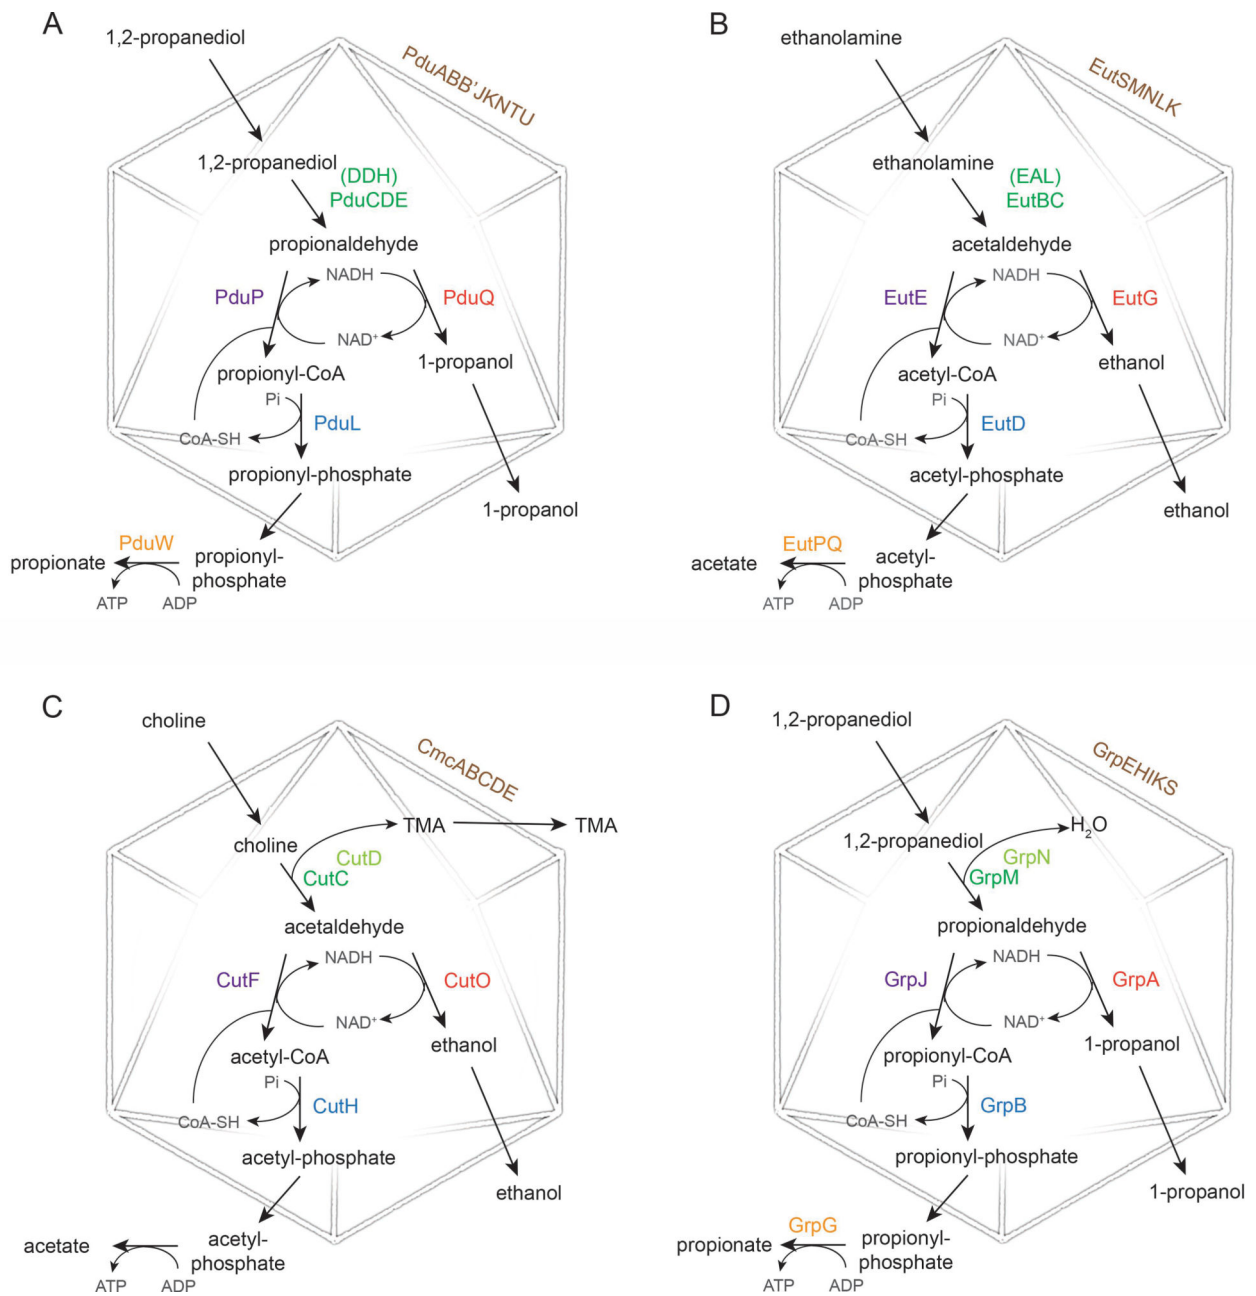 A
1,2-propanediol
PduABB'JKNTU
1,2-propanediol
(DDH)
PduCDE
propionaldehyde
NADH
PduP
PduQ
NAD+
propionyl-CoA
1-propanol
Pi
PduL
CoA-SH
propionyl-phosphate
1-propanol
PduW
propionate
propionyl-
phosphate
ATP
ADP
B
ethanolamine
EutSMNLK
ethanolamine
(EAL)
EutBC
acetaldehyde
NADH
EutE
EutG
NAD+
acetyl-CoA
ethanol
Pi
EutD
CoA-SH
acetyl-phosphate
ethanol
EutPQ
acetate
acetyl-
phosphate
ATP
ADP
C
choline
CmcABCDE
choline
TMA
TMA
CutD
CutC
acetaldehyde
NADH
CutF
CutO
NAD+
acetyl-CoA
ethanol
Pi
CutH
CoA-SH
acetyl-phosphate
ethanol
acetate
acetyl-
phosphate
ATP
ADP
D
1,2-propanediol
GrpEHIKS
1,2-propanediol
H2O
GrpN
GrpM
propionaldehyde
NADH
GrpJ
GrpA
NAD+
propionyl-CoA
1-propanol
Pi
GrpB
CoA-SH
propionyl-phosphate
1-propanol
GrpG
propionate
propionyl-
phosphate
ATP
ADP